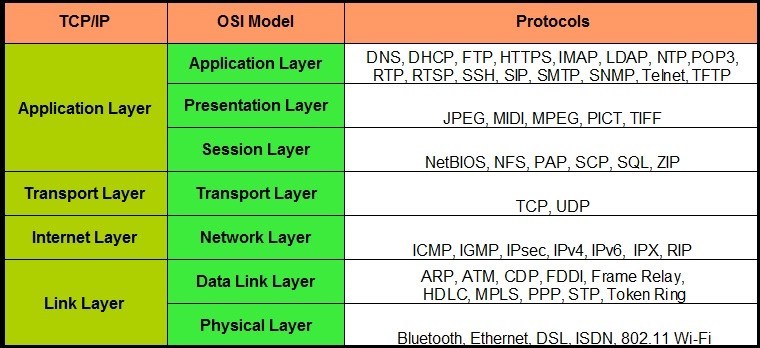 TCP/IP OSI Model Protocols
Application Layer
Application Layer
DNS, DHCP, FTP, HTTPS, IMAP, LDAP, NTP,POP3,
RTP, RTSP, SSH, SIP, SMTP, SNMP, Telnet, TFTP
Presentation Layer
JPEG, MIDI, MPEG, PICT, TIFF
Session Layer
NetBIOS, NFS, PAP, SCP, SQL, ZIP
Transport Layer
Transport Layer
TCP, UDP
Internet Layer
Network Layer
ICMP, IGMP, IPsec, IPv4, IPv6, IPX, RIP
Link Layer
Data Link Layer
ARP, ATM, CDP, FDDI, Frame Relay,
HDLC, MPLS, PPP, STP, Token Ring
Physical Layer
Bluetooth, Ethernet, DSL, ISDN, 802.11 Wi-Fi